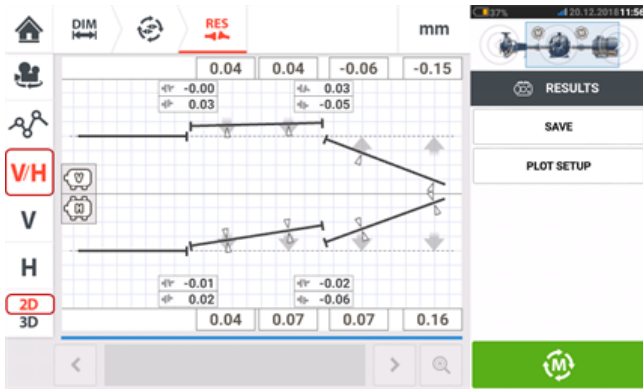 37% 20.12.2018 11:56
DIM RES mm
RESULTS
0.04 0.04 -0.06 -0.15
-0.00 0.03
0.03 -0.05
SAVE
PLOT SETUP
V/H
V
V
H
H
-0.01 -0.02
0.02 -0.06
2D
3D
0.04 0.07 0.07 0.16
M